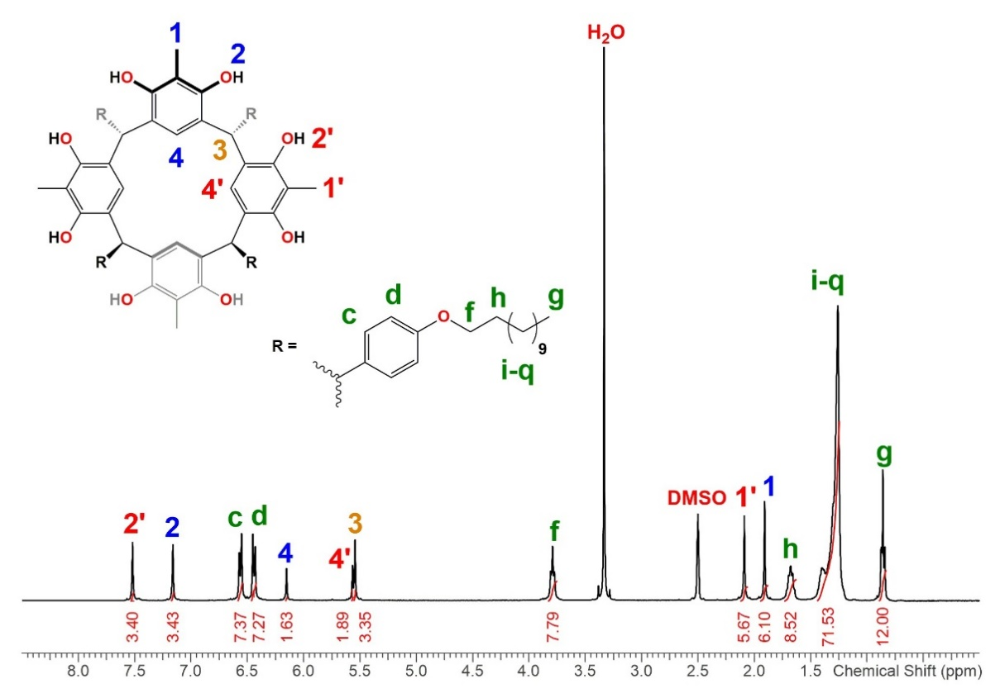 1
2
HO OH
R R
HO OH 2'
4 3
4' 1'
HO OH
R R
HO OH
H₂O
d h g
c O f
R =
9
i-q
i-q
g
DMSO 1' 1
2' 2 c d 3 f h
4 4'
3.40 3.43 7.37 7.27 1.63 1.89 3.35 7.79 5.67 6.10 8.52 71.53 12.00
8.0 7.5 7.0 6.5 6.0 5.5 5.0 4.5 4.0 3.5 3.0 2.5 2.0 1.5 Chemical Shift (ppm)